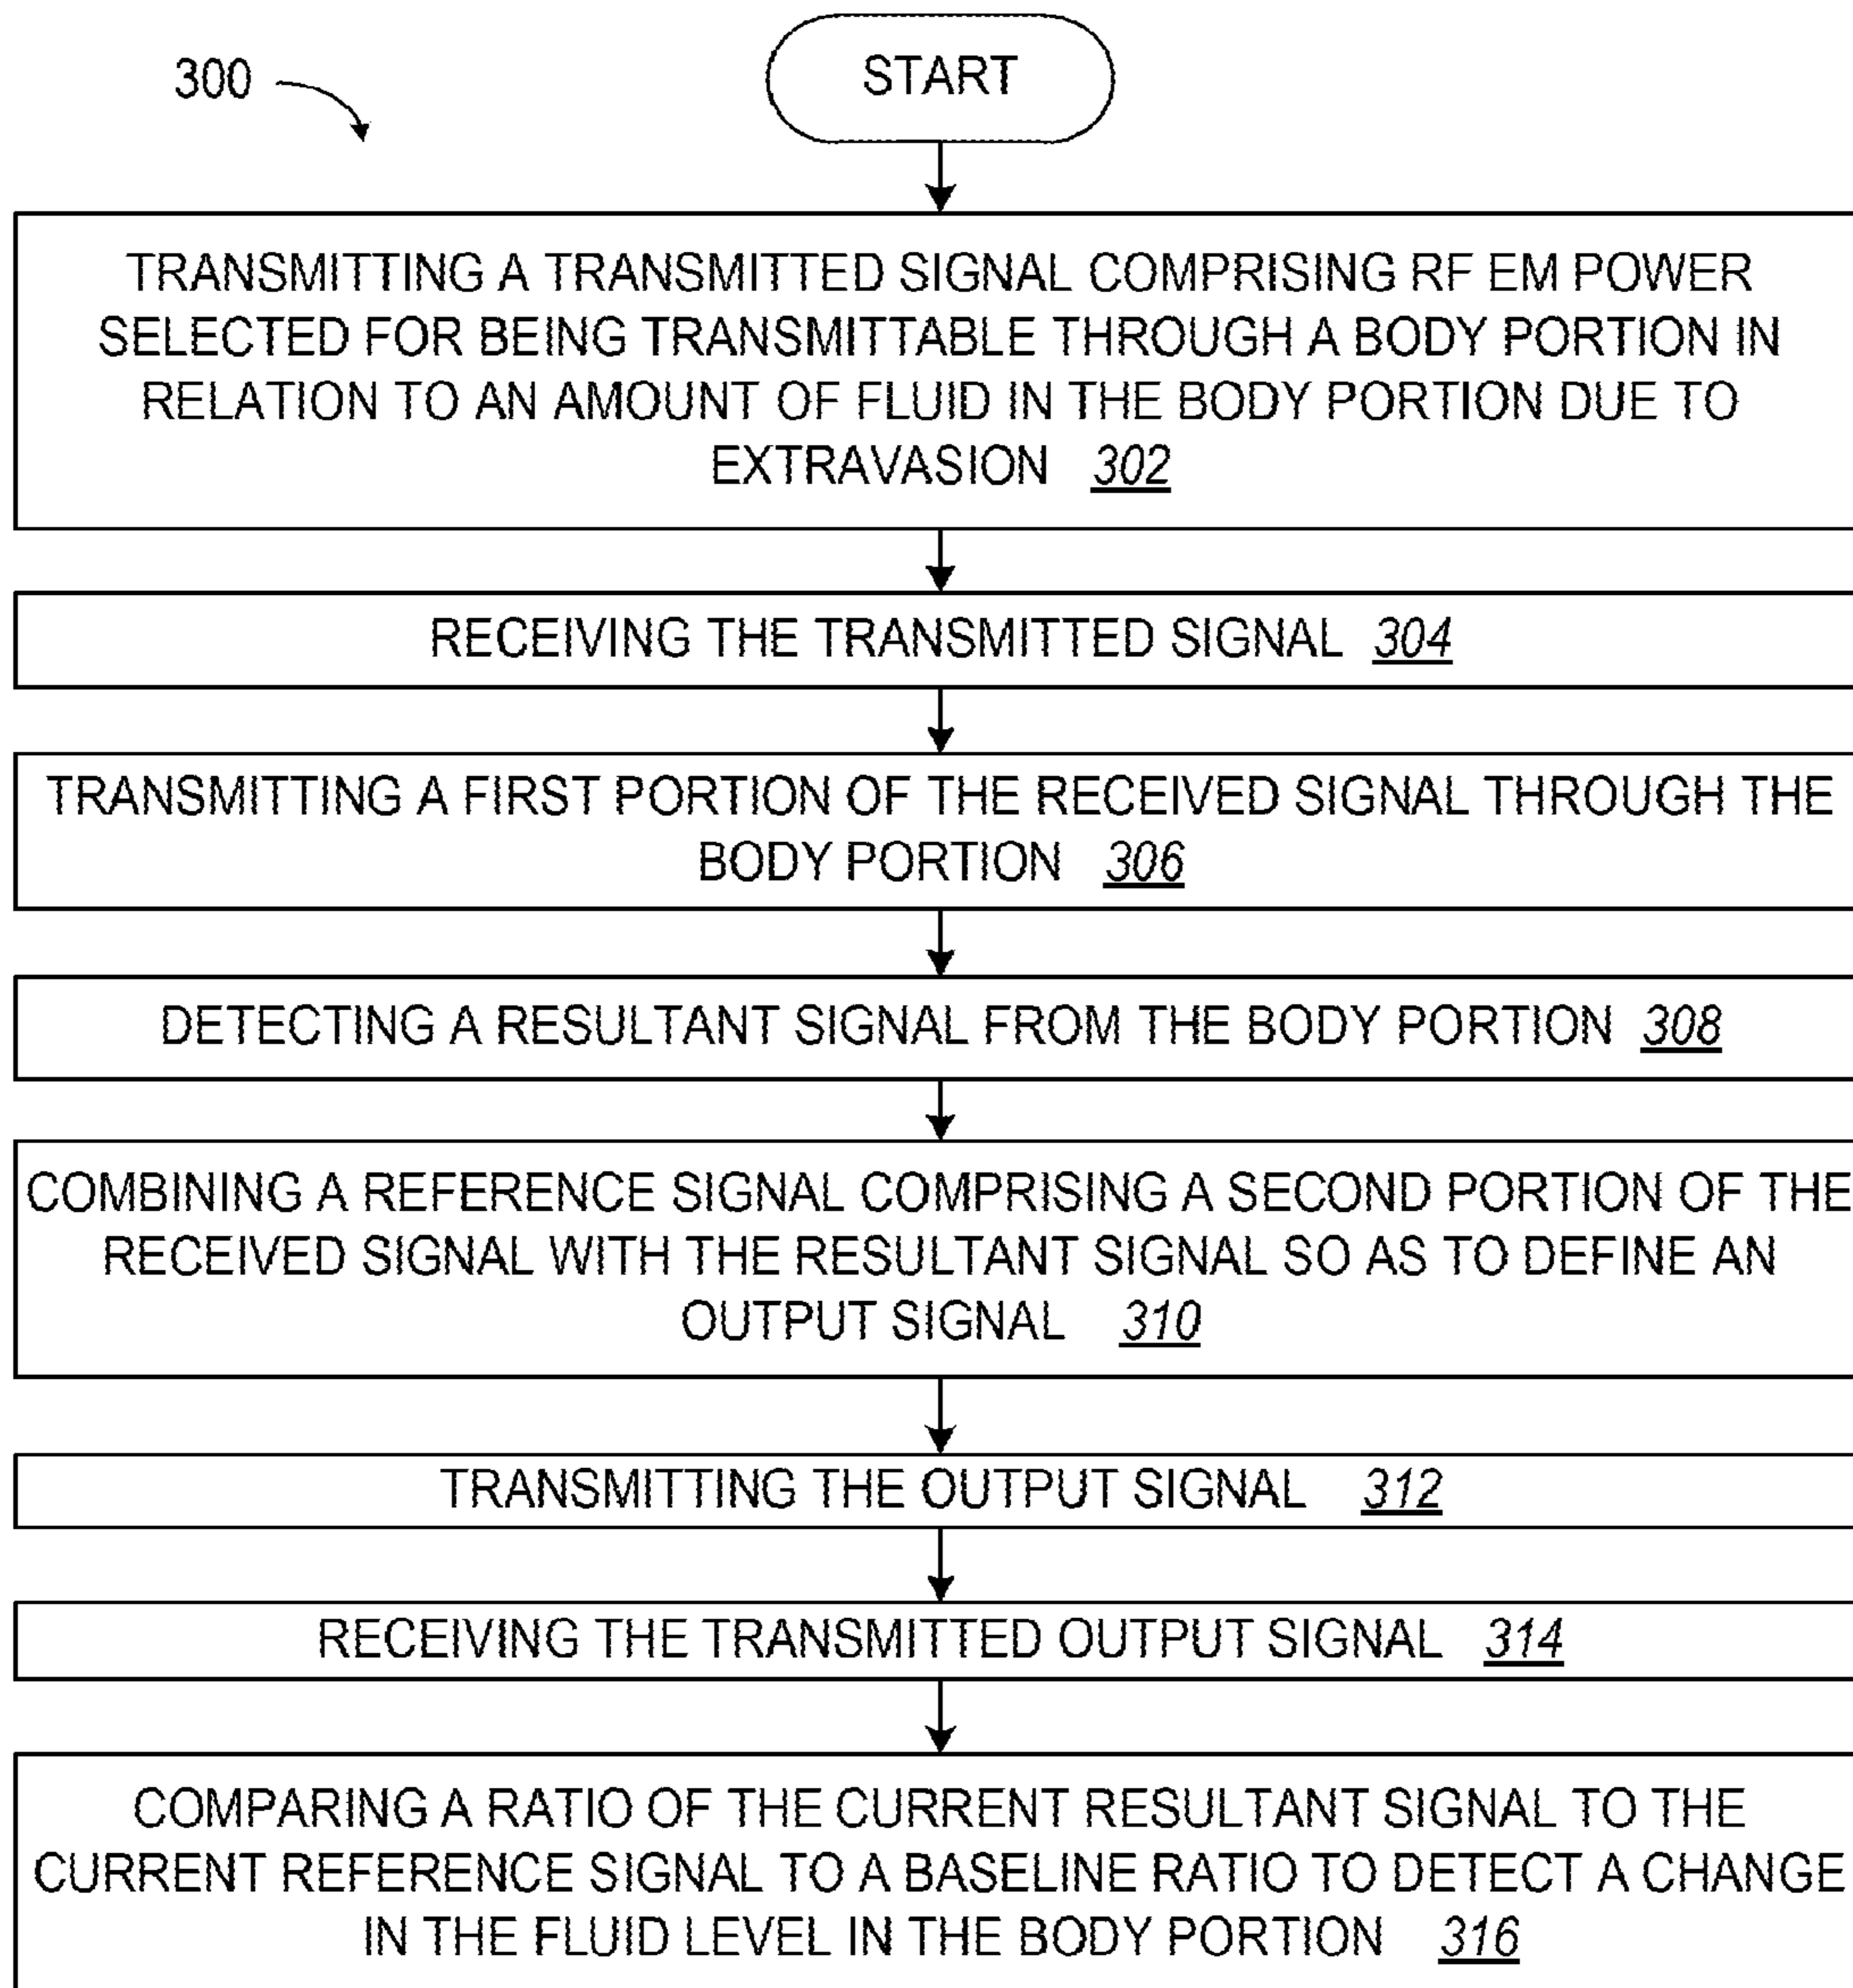 300
START
TRANSMITTING A TRANSMITTED SIGNAL COMPRISING RF EM POWER
SELECTED FOR BEING TRANSMITTABLE THROUGH A BODY PORTION IN
RELATION TO AN AMOUNT OF FLUID IN THE BODY PORTION DUE TO
EXTRAVASION 302
RECEIVING THE TRANSMITTED SIGNAL 304
TRANSMITTING A FIRST PORTION OF THE RECEIVED SIGNAL THROUGH THE
BODY PORTION 306
DETECTING A RESULTANT SIGNAL FROM THE BODY PORTION 308
COMBINING A REFERENCE SIGNAL COMPRISING A SECOND PORTION OF THE
RECEIVED SIGNAL WITH THE RESULTANT SIGNAL SO AS TO DEFINE AN
OUTPUT SIGNAL 310
TRANSMITTING THE OUTPUT SIGNAL 312
RECEIVING THE TRANSMITTED OUTPUT SIGNAL 314
COMPARING A RATIO OF THE CURRENT RESULTANT SIGNAL TO THE
CURRENT REFERENCE SIGNAL TO A BASELINE RATIO TO DETECT A CHANGE
IN THE FLUID LEVEL IN THE BODY PORTION 316